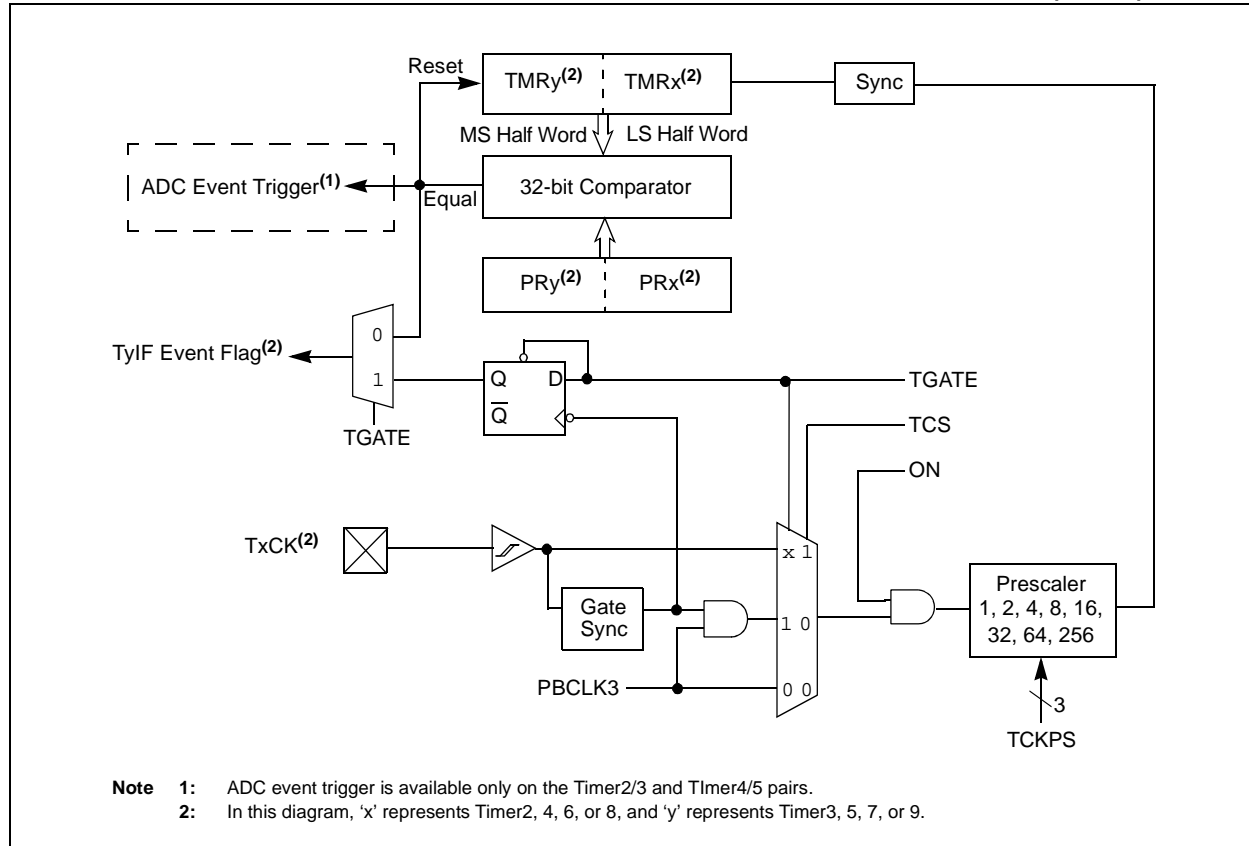 Reset
TMRy(2)
TMRx(2)
Sync
MS Half Word
LS Half Word
ADC Event Trigger(1)
Equal
32-bit Comparator
PRy(2)
PRx(2)
0
TyIF Event Flag(2)
1
Q
D
Q
TGATE
TGATE
TCS
ON
TxCK(2)
x 1
Gate
Sync
1 0
Prescaler
1, 2, 4, 8, 16,
32, 64, 256
PBCLK3
0 0
3
TCKPS
Note 1: ADC event trigger is available only on the Timer2/3 and TImer4/5 pairs.
2: In this diagram, ‘x’ represents Timer2, 4, 6, or 8, and ‘y’ represents Timer3, 5, 7, or 9.